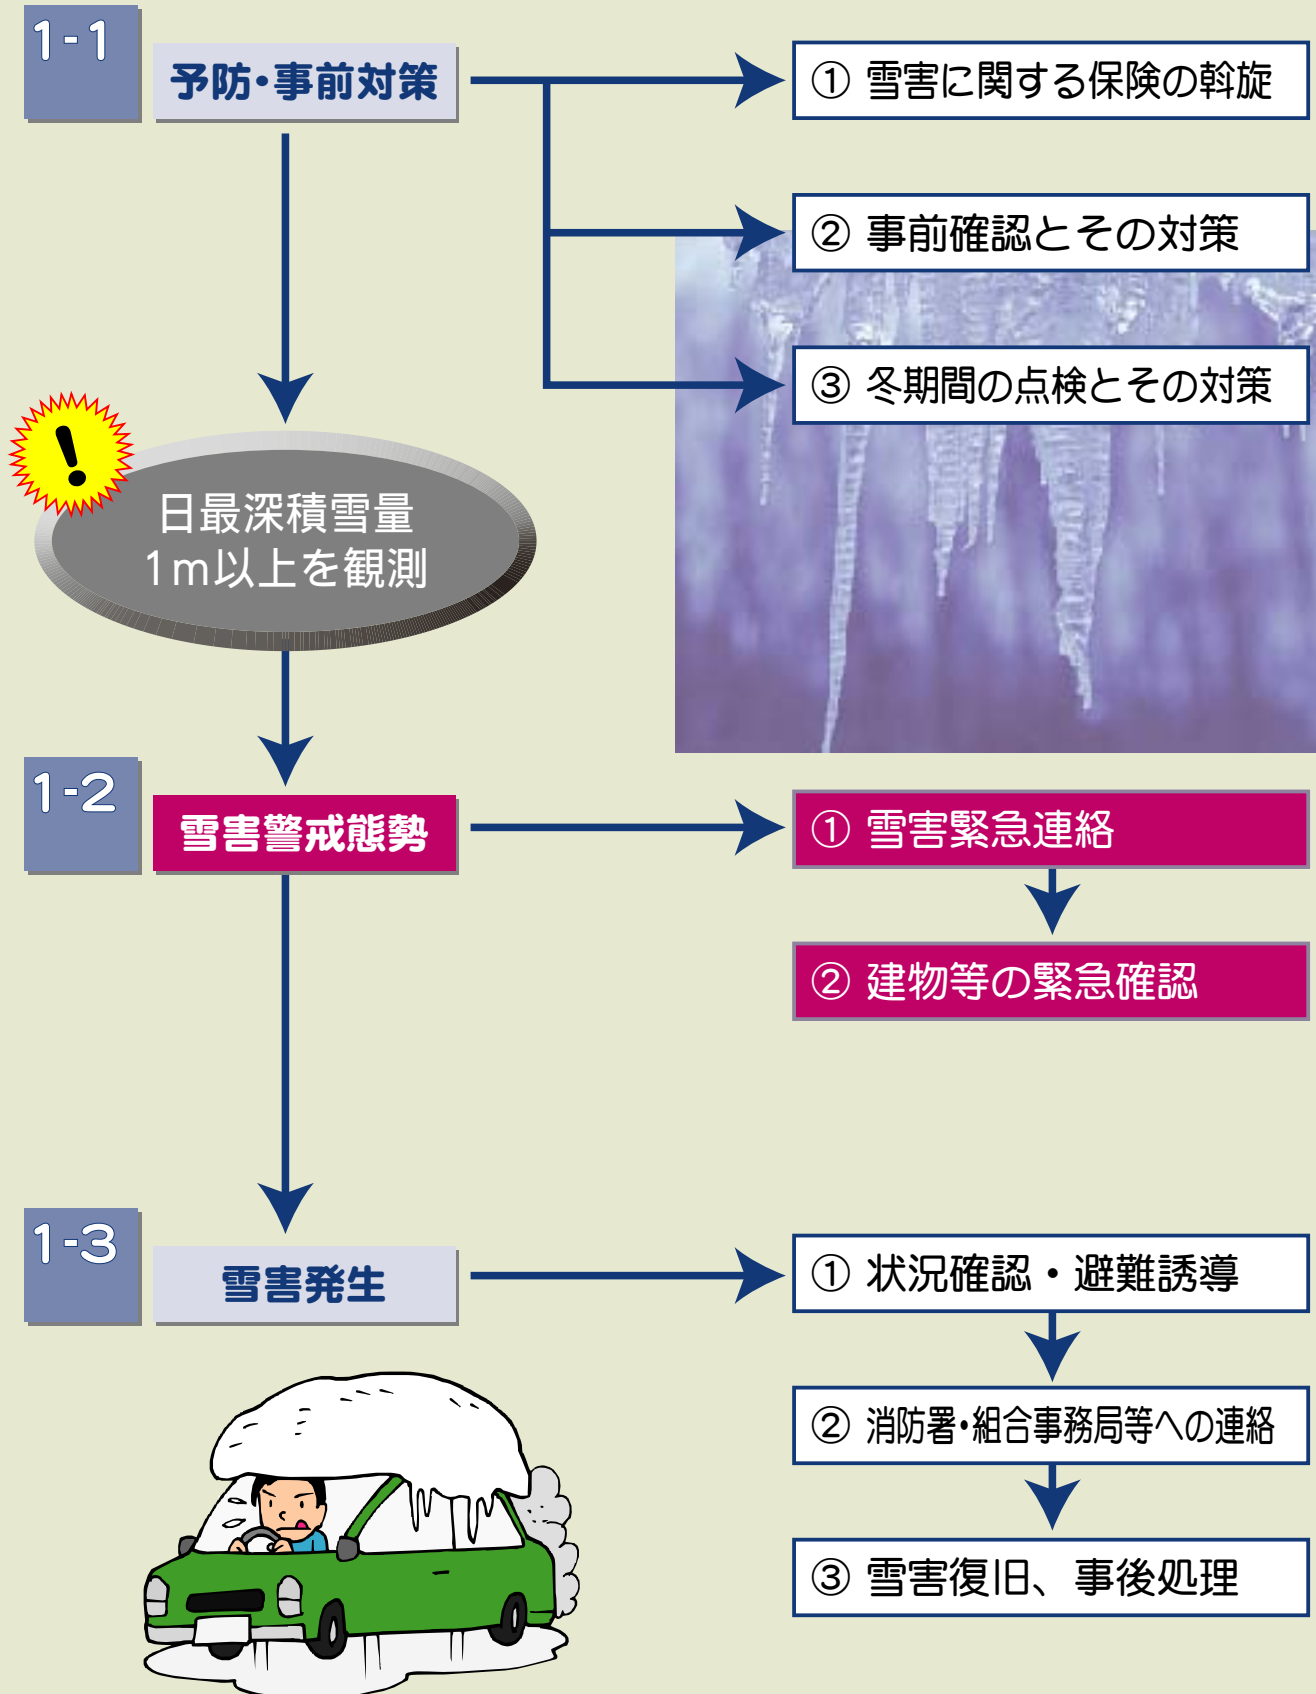 1-1
予防・事前対策
① 雪害に関する保険の斡旋
② 事前確認とその対策
③ 冬期間の点検とその対策
!
日最深積雪量
1m以上を観測
1-2
雪害警戒態勢
① 雪害緊急連絡
② 建物等の緊急確認
1-3
雪害発生
① 状況確認・避難誘導
② 消防署・組合事務局等への連絡
③ 雪害復旧、事後処理